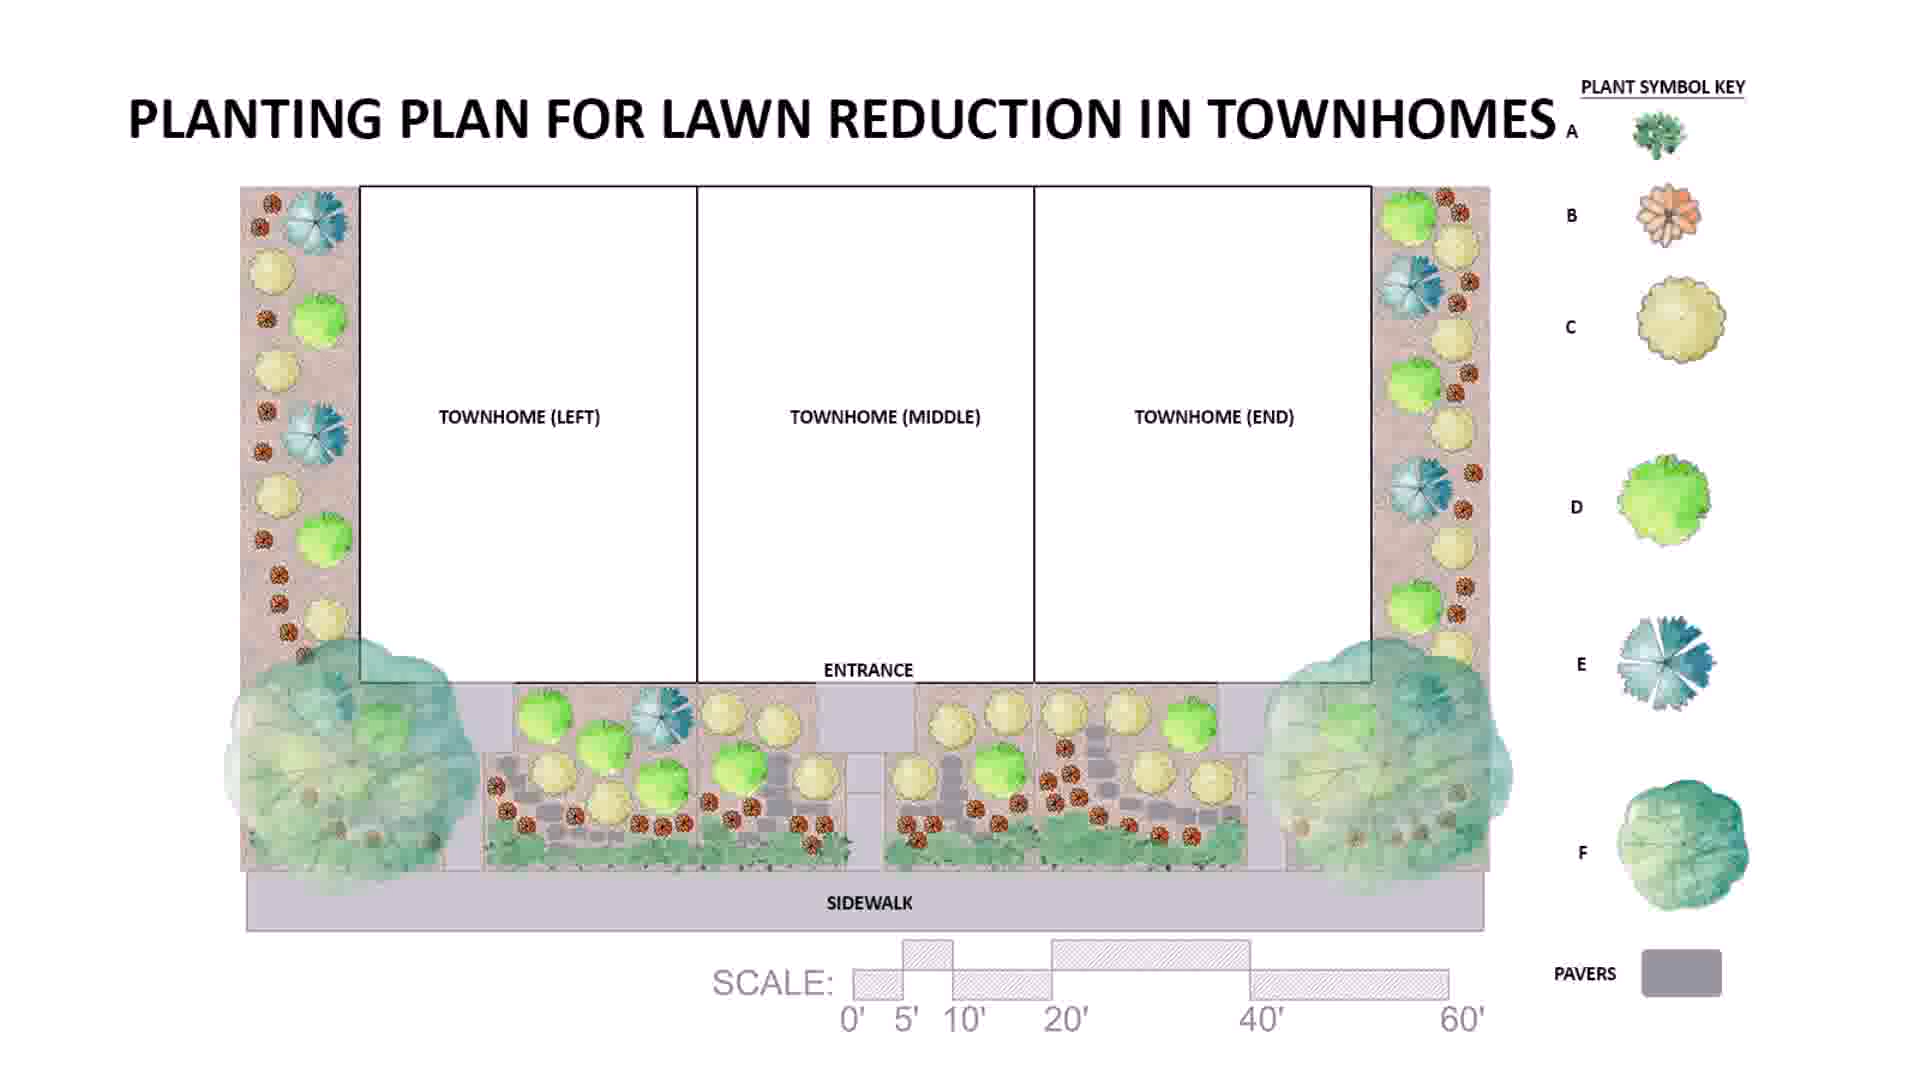 PLANTING PLAN FOR LAWN REDUCTION IN TOWNHOMES
PLANT SYMBOL KEY
A
B
C
D
E
F
PAVERS
TOWNHOME (LEFT)
TOWNHOME (MIDDLE)
TOWNHOME (END)
ENTRANCE
SIDEWALK
SCALE:
0' 5' 10' 20' 40' 60'